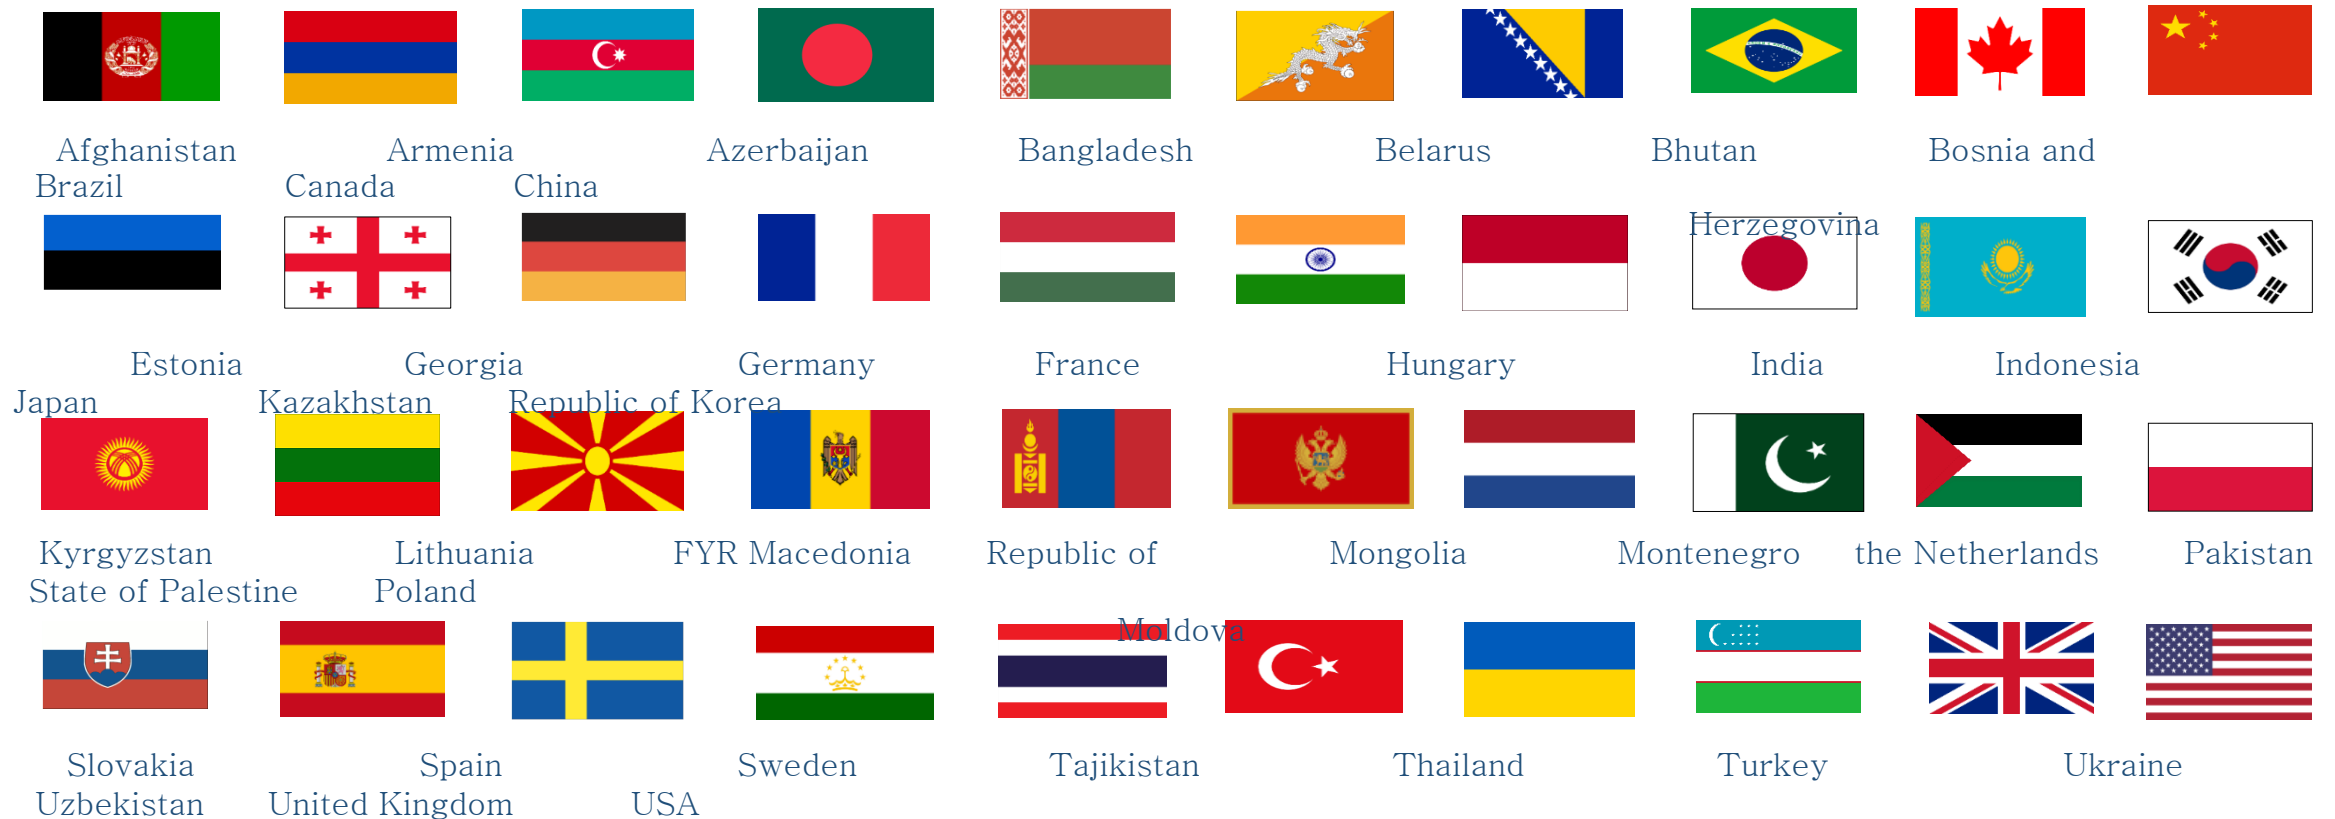 Afghanistan Armenia Azerbaijan Bangladesh Belarus Bhutan Bosnia and
Brazil Canada China
Herzegovina
Estonia Georgia Germany France Hungary India Indonesia
Japan Kazakhstan Republic of Korea
Kyrgyzstan Lithuania FYR Macedonia Republic of Mongolia Montenegro the Netherlands Pakistan
State of Palestine Poland
Moldova
Slovakia Spain Sweden Tajikistan Thailand Turkey Ukraine
Uzbekistan United Kingdom USA